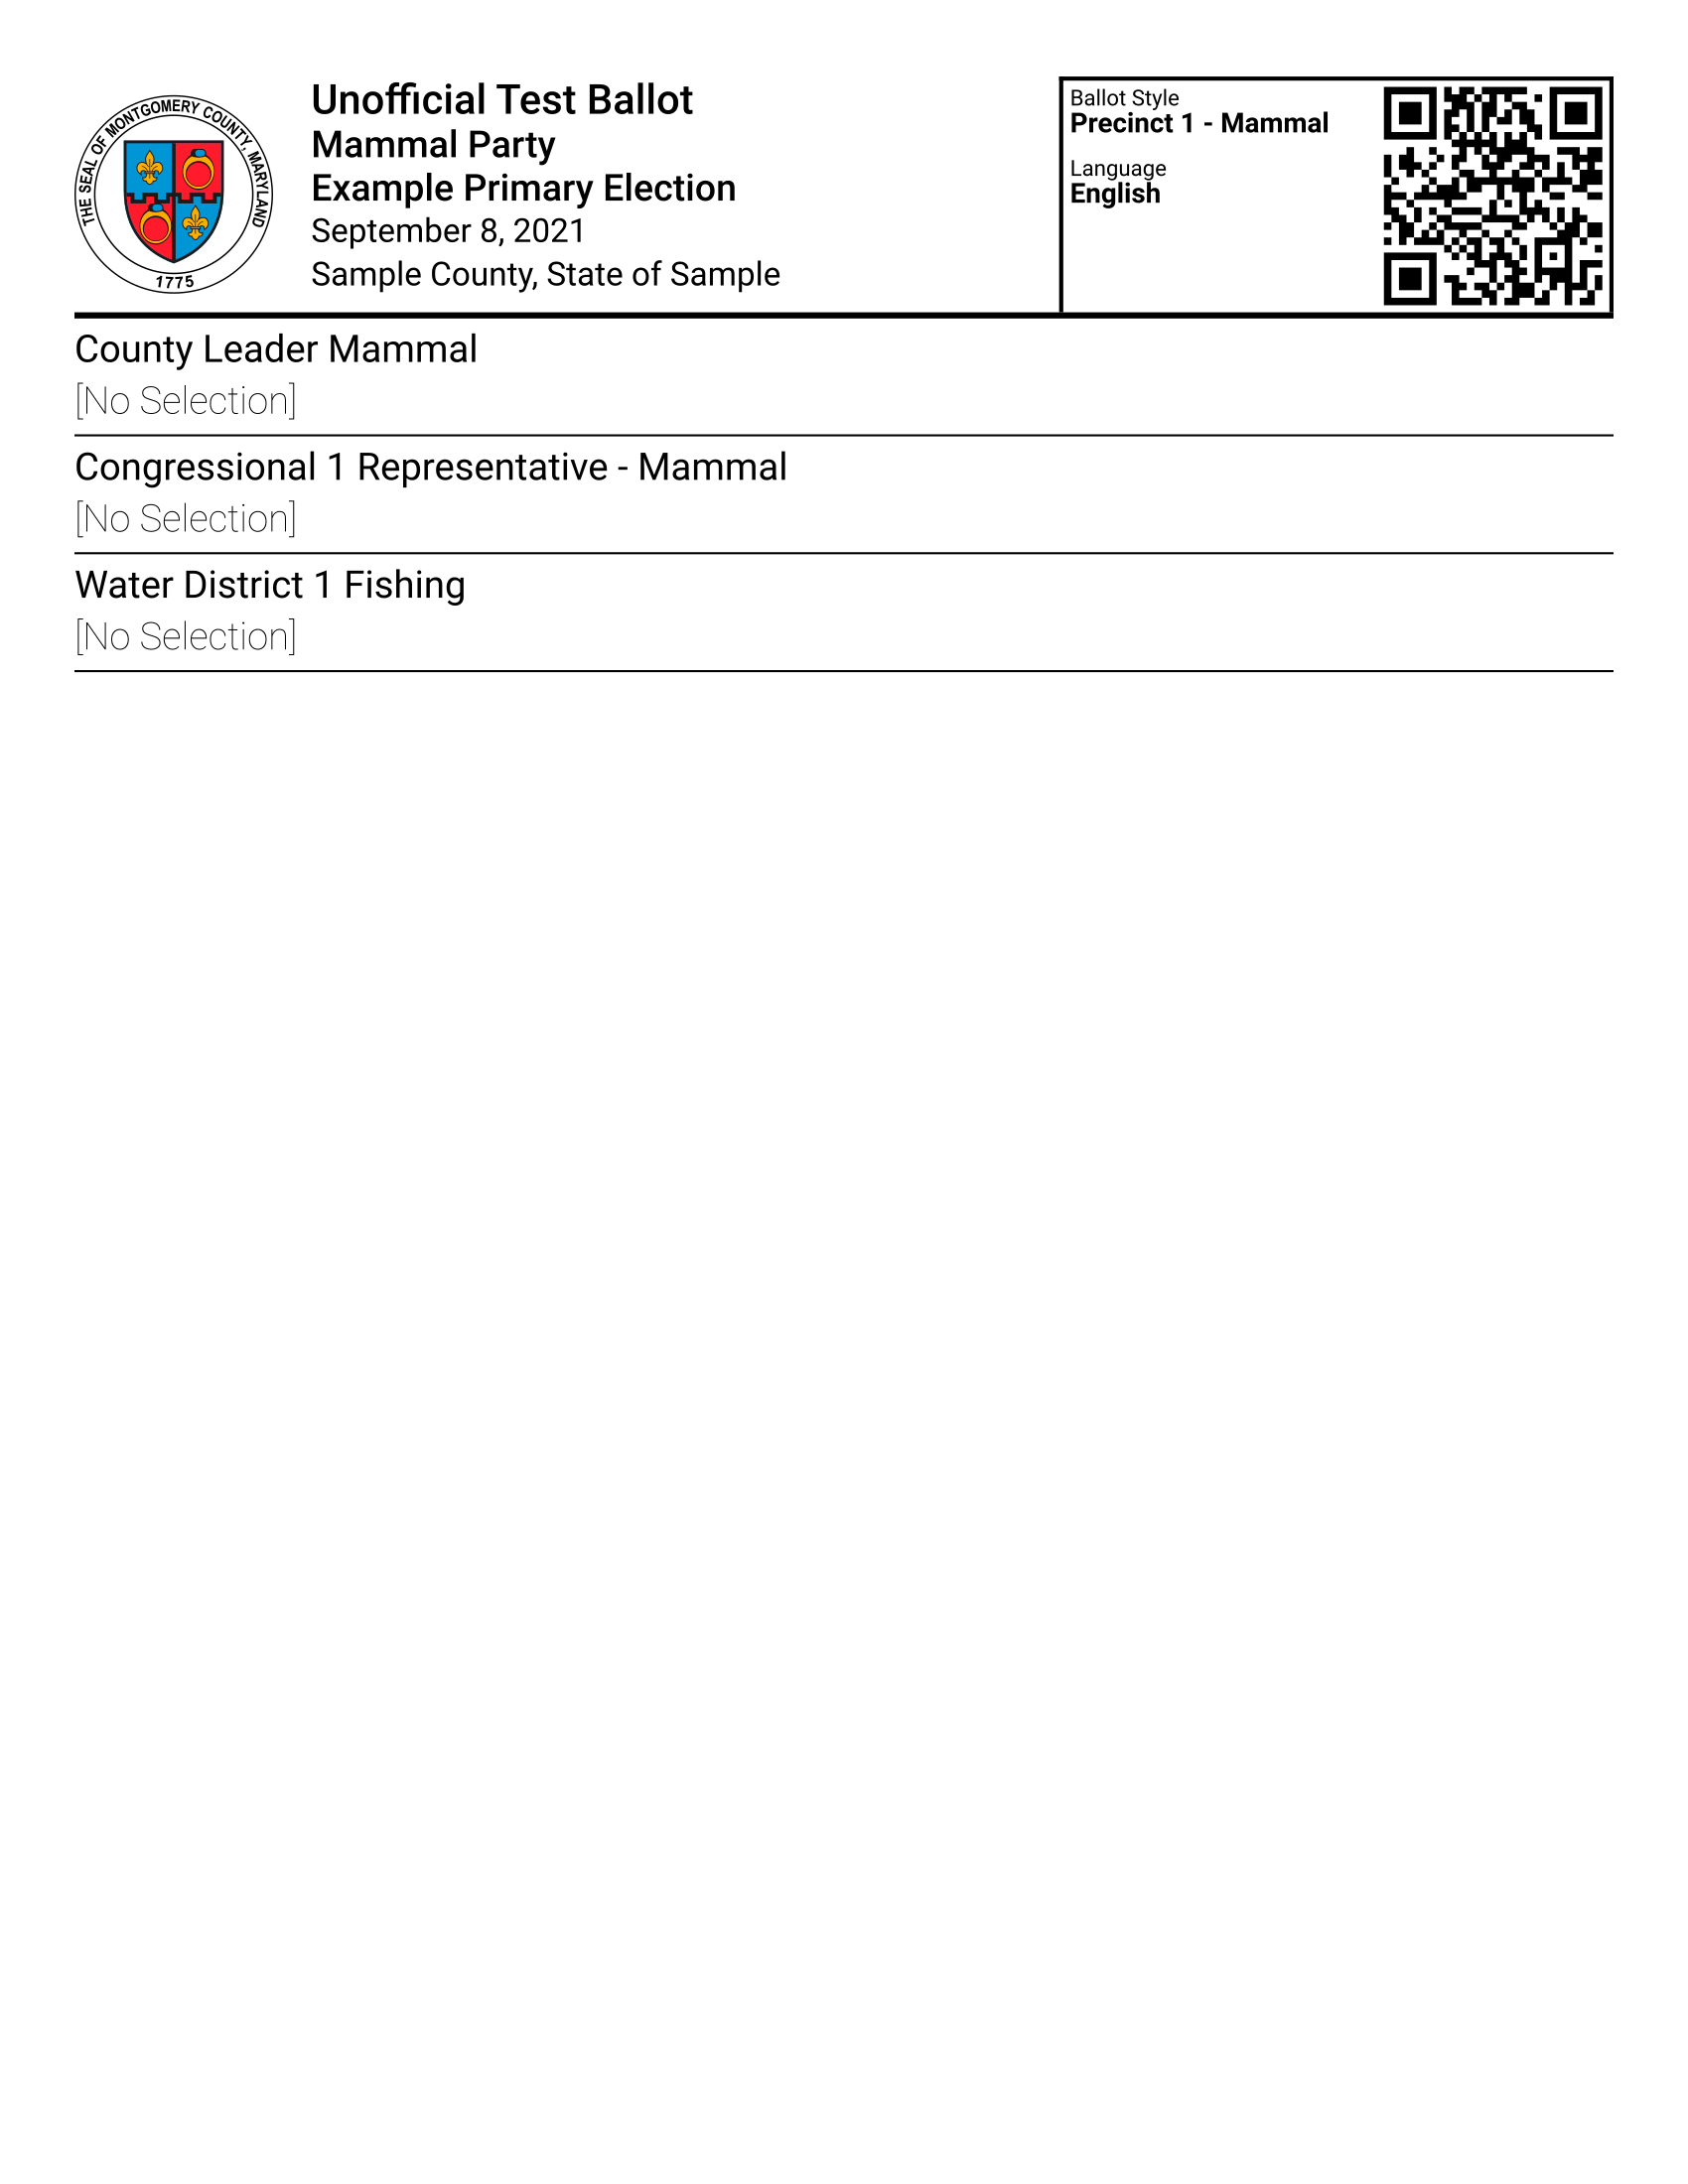 THE SEAL OF MONTGOMERY COUNTY, MARYLAND
1775
Unofficial Test Ballot
Mammal Party
Example Primary Election
September 8, 2021
Sample County, State of Sample
Ballot Style
Precinct 1 - Mammal
Language
English
County Leader Mammal
[No Selection]
Congressional 1 Representative - Mammal
[No Selection]
Water District 1 Fishing
[No Selection]